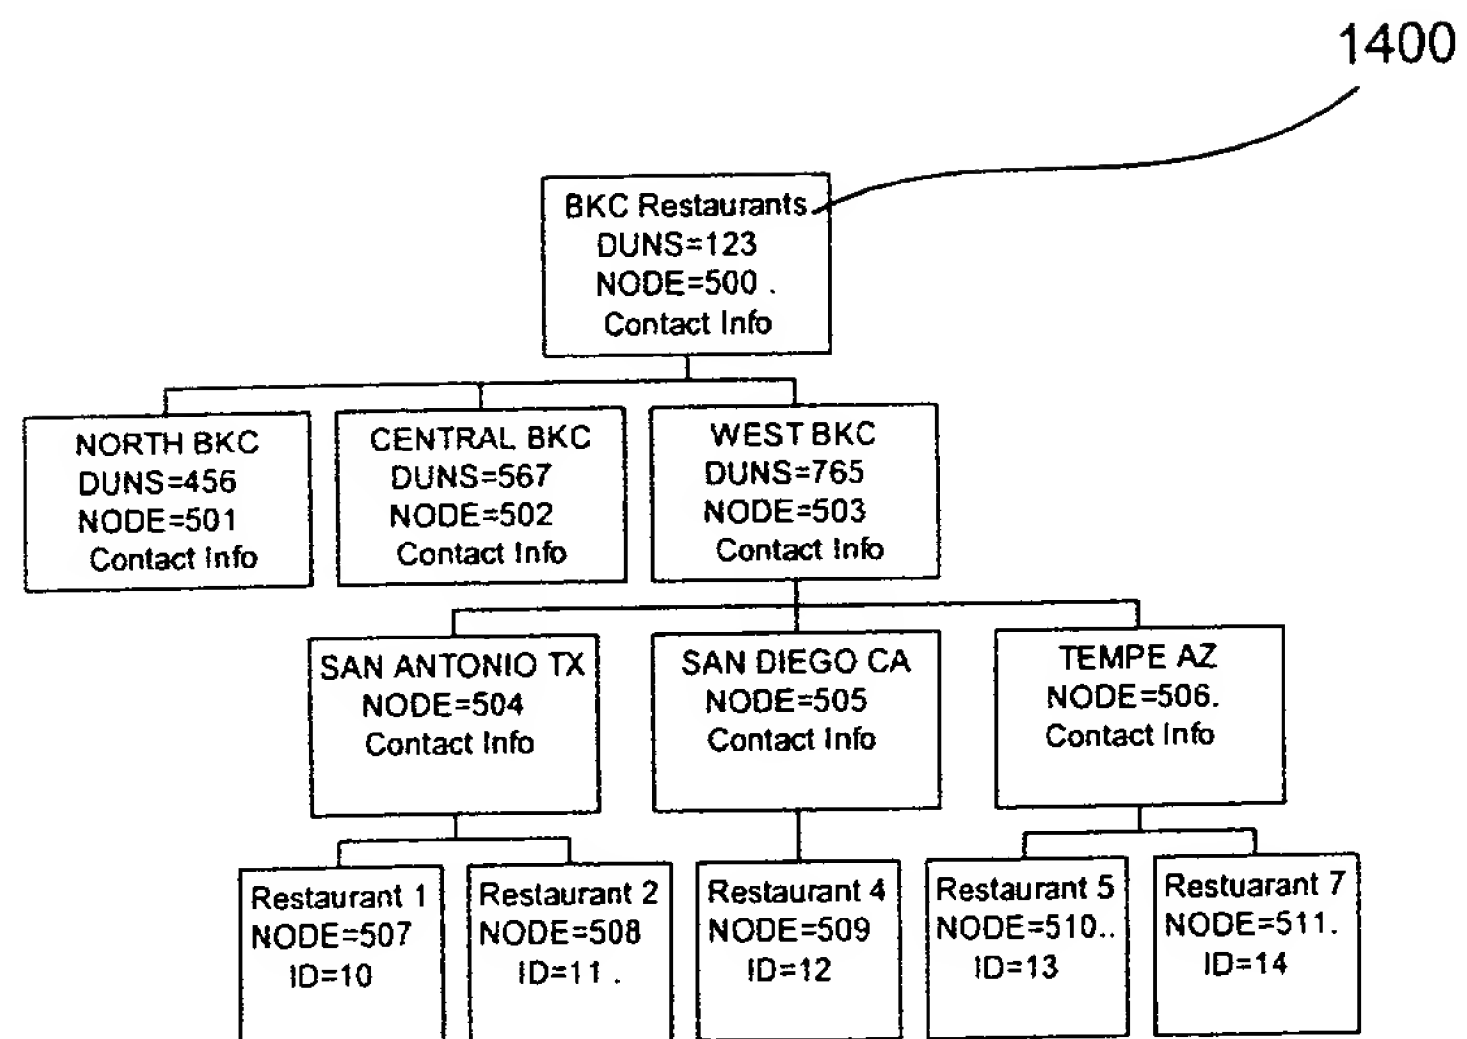 1400
BKC Restaurants
DUNS=123
NODE=500 .
Contact Info
NORTH BKC
DUNS=456
NODE=501
Contact Info
CENTRAL BKC
DUNS=567
NODE=502
Contact Info
WEST BKC
DUNS=765
NODE=503
Contact Info
SAN ANTONIO TX
NODE=504
Contact Info
SAN DIEGO CA
NODE=505
Contact Info
TEMPE AZ
NODE=506.
Contact Info
Restaurant 1
NODE=507
ID=10
Restaurant 2
NODE=508
ID=11 .
Restaurant 4
NODE=509
ID=12
Restaurant 5
NODE=510..
ID=13
Restuarant 7
NODE=511.
ID=14